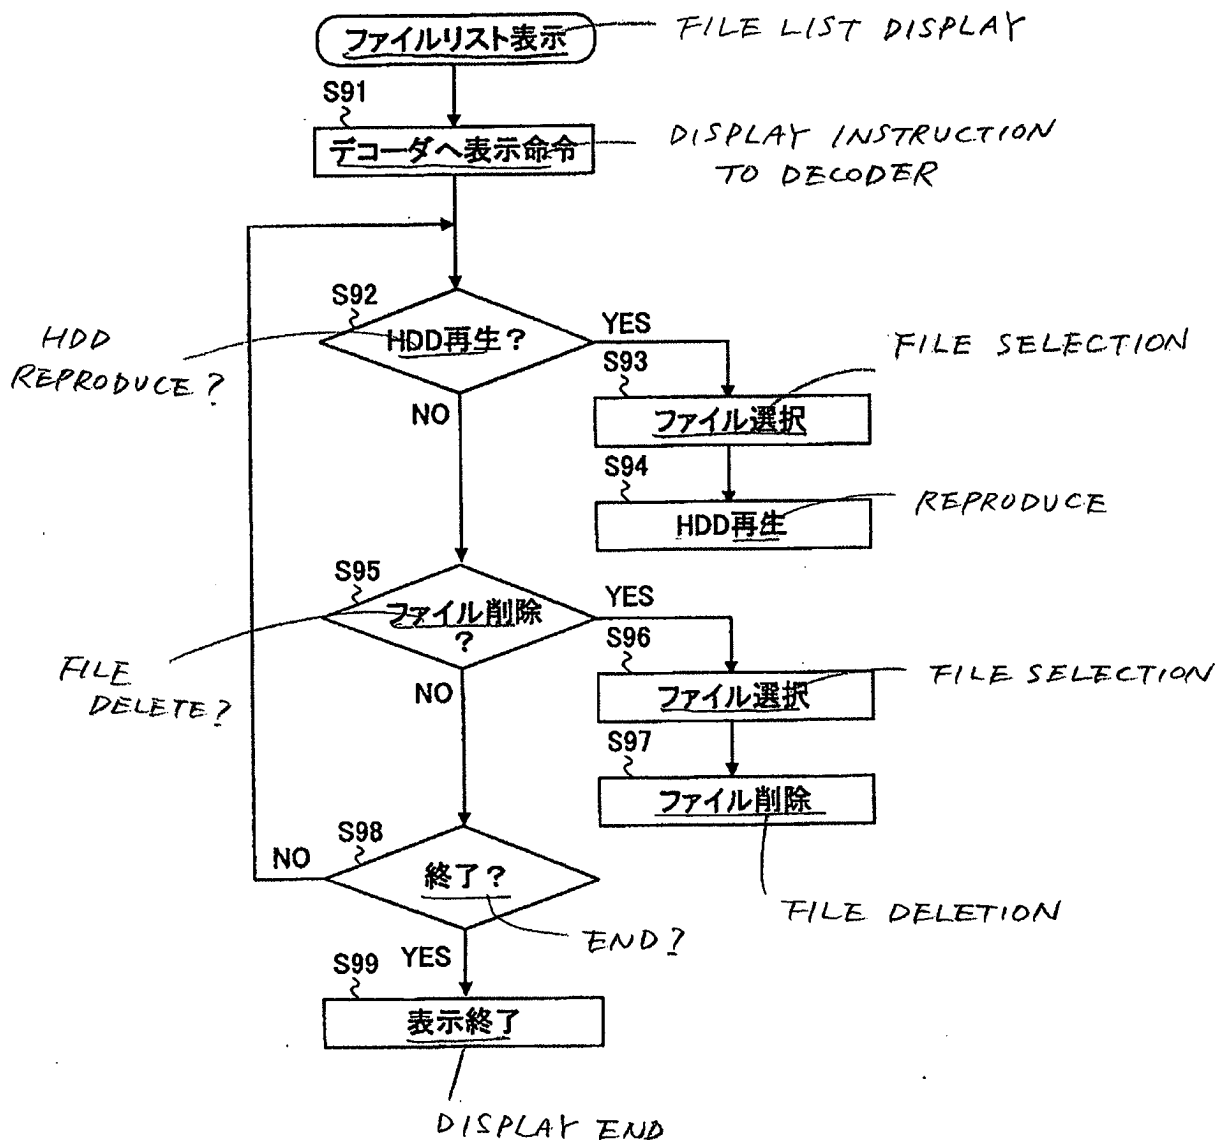 ファイルリスト表示
FILE LIST DISPLAY
S91
デコーダへ表示命令
DISPLAY INSTRUCTION
TO DECODER
S92
HDD再生?
YES
NO
HDD
REPRODUCE?
FILE SELECTION
S93
ファイル選択
S94
HDD再生
REPRODUCE
S95
ファイル削除
?
YES
NO
FILE
DELETE?
S96
ファイル選択
FILE SELECTION
S97
ファイル削除
FILE DELETION
S98
終了?
NO
END?
YES
S99
表示終了
DISPLAY END